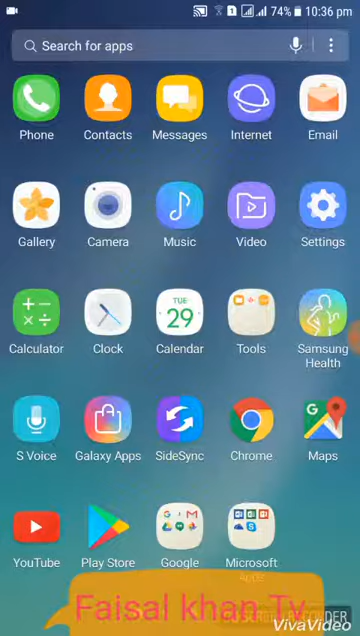 74% 10:36 pm
Search for apps
Phone Contacts Messages Internet Email
Gallery Camera Music Video Settings
TUE
29
Calculator Clock Calendar Tools Samsung
Health
S Voice Galaxy Apps SideSync Chrome Maps
YouTube Play Store Google Microsoft
Apps
Faisal khan Tv
RECORDER
VivaVideo